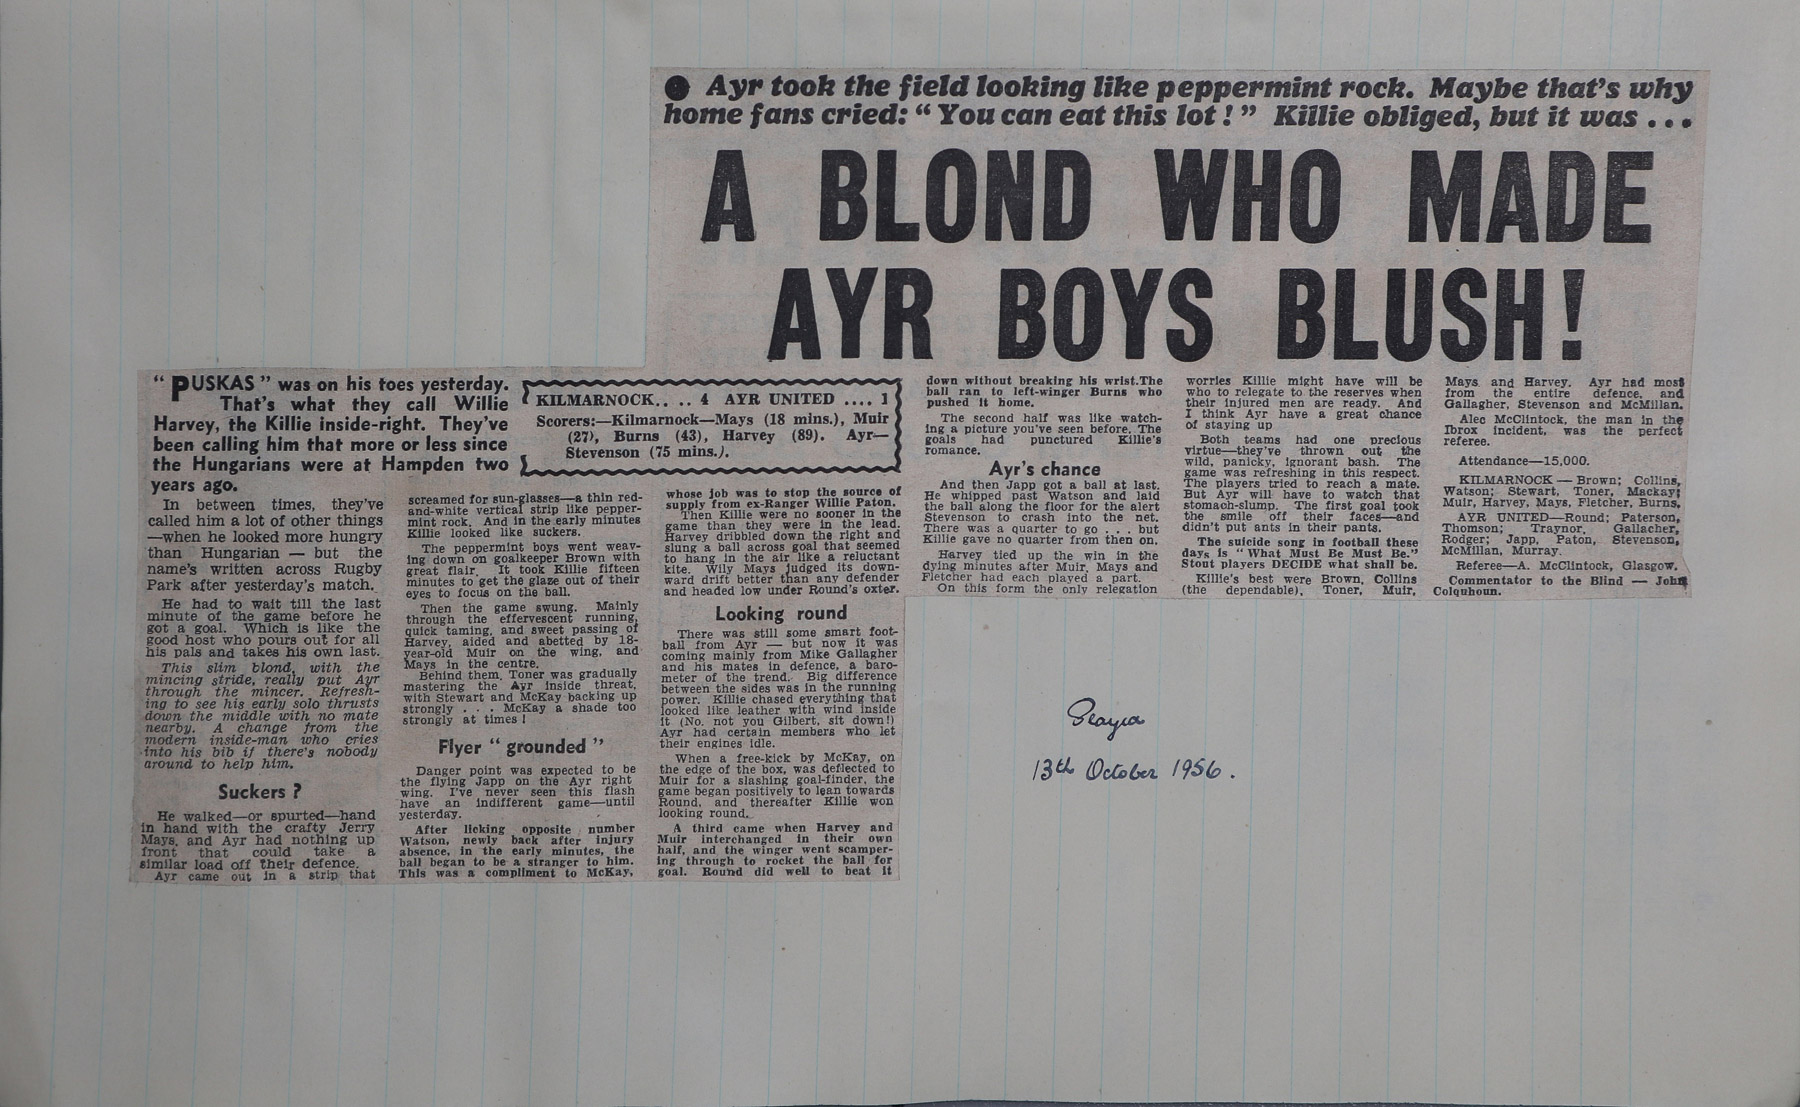 ● Ayr took the field looking like peppermint rock. Maybe that's why
home fans cried: “ You can eat this lot ! ” Killie obliged, but it was . . .
A BLOND WHO MADE
AYR BOYS BLUSH!
“ PUSKAS ” was on his toes yesterday.
That's what they call Willie
Harvey, the Killie inside-right. They've
been calling him that more or less since
the Hungarians were at Hampden two
years ago.
In between times, they've
called him a lot of other things
—when he looked more hungry
than Hungarian — but the
name's written across Rugby
Park after yesterday's match.
He had to wait till the last
minute of the game before he
got a goal. Which is like the
good host who pours out for all
his pals and takes his own last.
This slim blond, with the
mincing stride, really put Ayr
through the mincer. Refresh-
ing to see his early solo thrusts
down the middle with no mate
nearby. A change from the
modern inside-man who cries
into his bib if there's nobody
around to help him.
Suckers ?
He walked—or spurted—hand
in hand with the crafty Jerry
Mays, and Ayr had nothing up
front that could take a
similar load off their defence.
Ayr came out in a strip that
KILMARNOCK.. .. 4 AYR UNITED .... 1
Scorers:—Kilmarnock—Mays (18 mins.), Muir
(27), Burns (43), Harvey (89). Ayr—
Stevenson (75 mins.).
screamed for sun-glasses—a thin red-
and-white vertical strip like pepper-
mint rock. And in the early minutes
Killie looked like suckers.
The peppermint boys went weav-
ing down on goalkeeper Brown with
great flair. It took Killie fifteen
minutes to get the glaze out of their
eyes to focus on the ball.
Then the game swung. Mainly
through the effervescent running,
quick taming, and sweet passing of
Harvey, aided and abetted by 18-
year-old Muir on the wing, and
Mays in the centre.
Behind them, Toner was gradually
mastering the Ayr inside threat,
with Stewart and McKay backing up
strongly . . . McKay a shade too
strongly at times !
Flyer “ grounded ”
Danger point was expected to be
the flying Japp on the Ayr right
wing. I've never seen this flash
have an indifferent game—until
yesterday.
After licking opposite number
Watson, newly back after injury
absence, in the early minutes, the
ball began to be a stranger to him.
This was a compliment to McKay,
whose job was to stop the source of
supply from ex-Ranger Willie Paton.
Then Killie were no sooner in the
game than they were in the lead.
Harvey dribbled down the right and
slung a ball across goal that seemed
to hang in the air like a reluctant
kite. Wily Mays judged its down-
ward drift better than any defender
and headed low under Round's oxter.
Looking round
There was still some smart foot-
ball from Ayr — but now it was
coming mainly from Mike Gallagher
and his mates in defence, a baro-
meter of the trend. Big difference
between the sides was in the running
power. Killie chased everything that
looked like leather with wind inside
it (No, not you Gilbert, sit down!)
Ayr had certain members who let
their engines idle.
When a free-kick by McKay, on
the edge of the box, was deflected to
Muir for a slashing goal-finder, the
game began positively to lean towards
Round, and thereafter Killie won
looking round.
A third came when Harvey and
Muir interchanged in their own
half, and the winger went scamper-
ing through to rocket the ball for
goal. Round did well to beat it
down without breaking his wrist.The
ball ran to left-winger Burns who
pushed it home.
The second half was like watch-
ing a picture you've seen before. The
goals had punctured Killie's
romance.
Ayr's chance
And then Japp got a ball at last.
He whipped past Watson and laid
the ball along the floor for the alert
Stevenson to crash into the net.
There was a quarter to go . . . but
Killie gave no quarter from then on.
Harvey tied up the win in the
dying minutes after Muir, Mays and
Fletcher had each played a part.
On this form the only relegation
worries Killie might have will be
who to relegate to the reserves when
their injured men are ready. And
I think Ayr have a great chance
of staying up
Both teams had one precious
virtue—they've thrown out the
wild, panicky, ignorant bash. The
game was refreshing in this respect.
The players tried to reach a mate.
But Ayr will have to watch that
stomach-slump. The first goal took
the smile off their faces—and
didn't put ants in their pants.
The suicide song in football these
days is “ What Must Be Must Be.”
Stout players DECIDE what shall be.
Killie's best were Brown, Collins
(the dependable), Toner, Muir,
Mays and Harvey. Ayr had most
from the entire defence, and
Gallagher, Stevenson and McMillan.
Alec McClintock, the man in the
Ibrox incident, was the perfect
referee.
Attendance—15,000.
KILMARNOCK — Brown; Collins,
Watson; Stewart, Toner, Mackay;
Muir, Harvey, Mays, Fletcher, Burns.
AYR UNITED—Round; Paterson,
Thomson; Traynor, Gallacher,
Rodger; Japp, Paton, Stevenson,
McMillan, Murray.
Referee—A. McClintock, Glasgow.
Commentator to the Blind — John
Colquhoun.
13th October 1956.